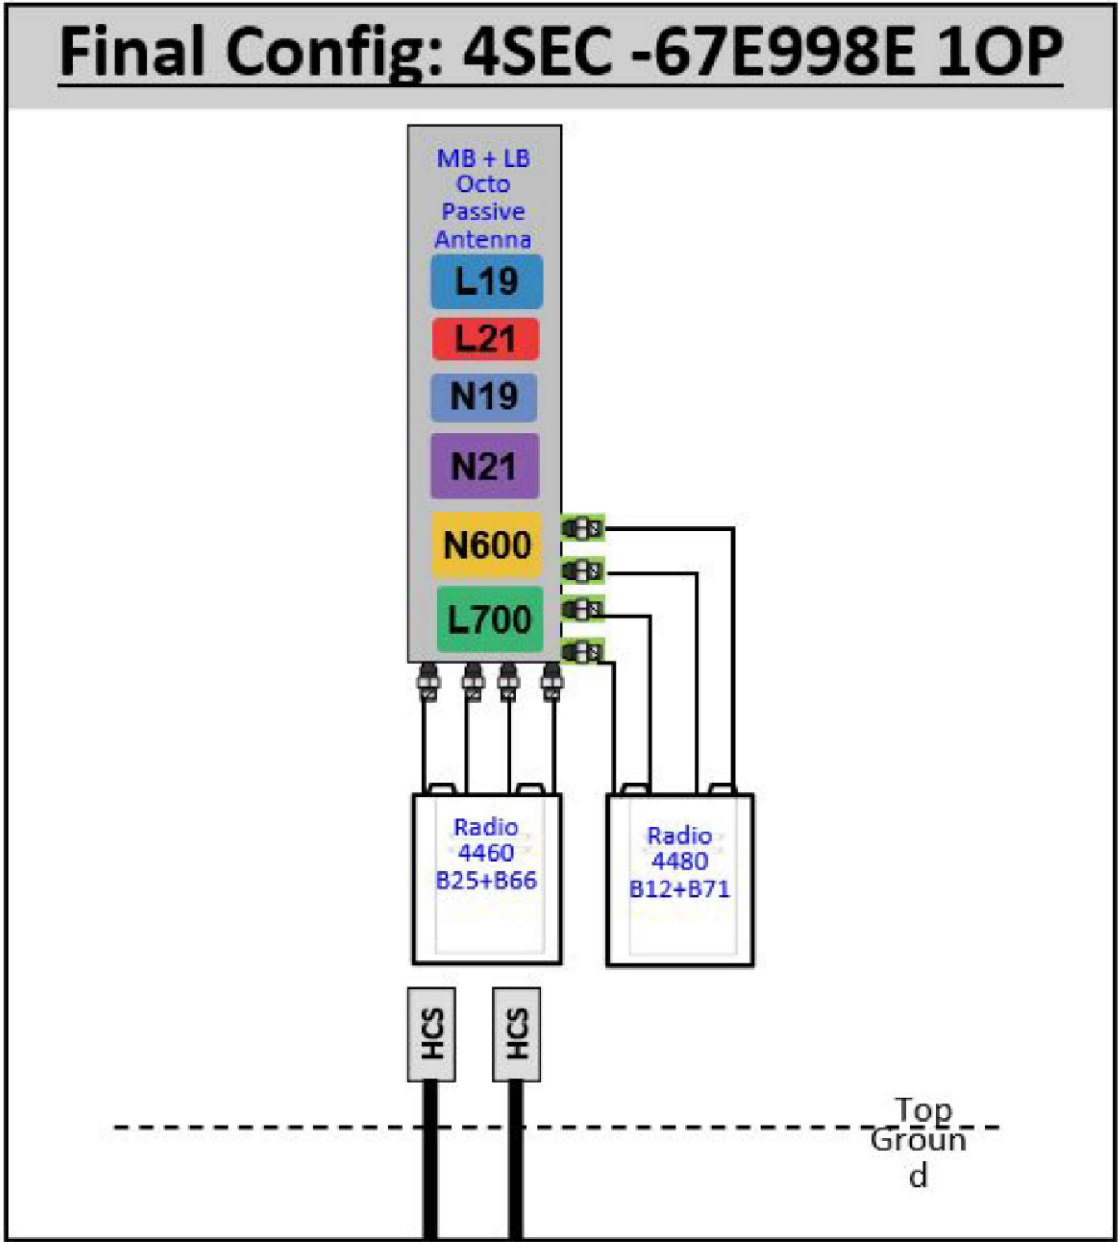 Final Config: 4SEC -67E998E 1OP
MB + LB
Octo
Passive
Antenna
L19
L21
N19
N21
N600
L700
Radio
4460
B25+B66
Radio
4480
B12+B71
HCS
HCS
Top
Groun
d